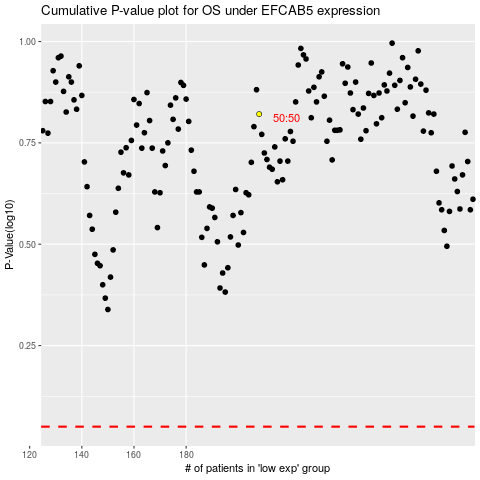 Cumulative P-value plot for OS under EFCAB5 expression
P-Value(log10)
1.00
0.75
0.50
0.25
50:50
120 140 160 180
# of patients in 'low exp' group